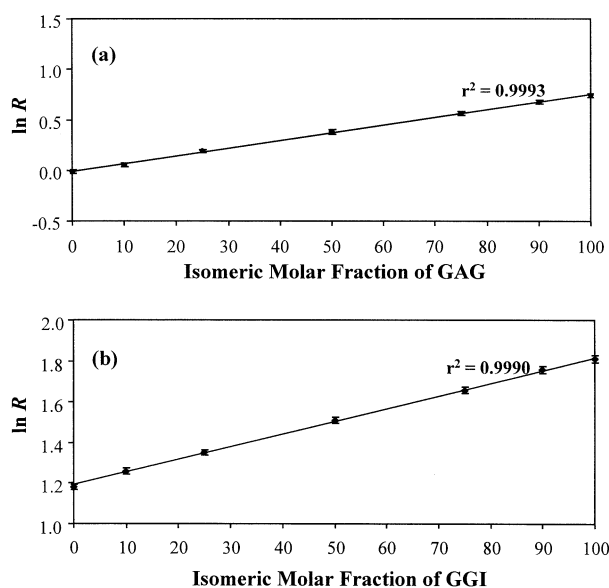 (a)
r² = 0.9993
ln R
1.5
1.0
0.5
0.0
-0.5
0 10 20 30 40 50 60 70 80 90 100
Isomeric Molar Fraction of GAG
(b)
r² = 0.9990
ln R
2.0
1.8
1.6
1.4
1.2
1.0
0 10 20 30 40 50 60 70 80 90 100
Isomeric Molar Fraction of GGI